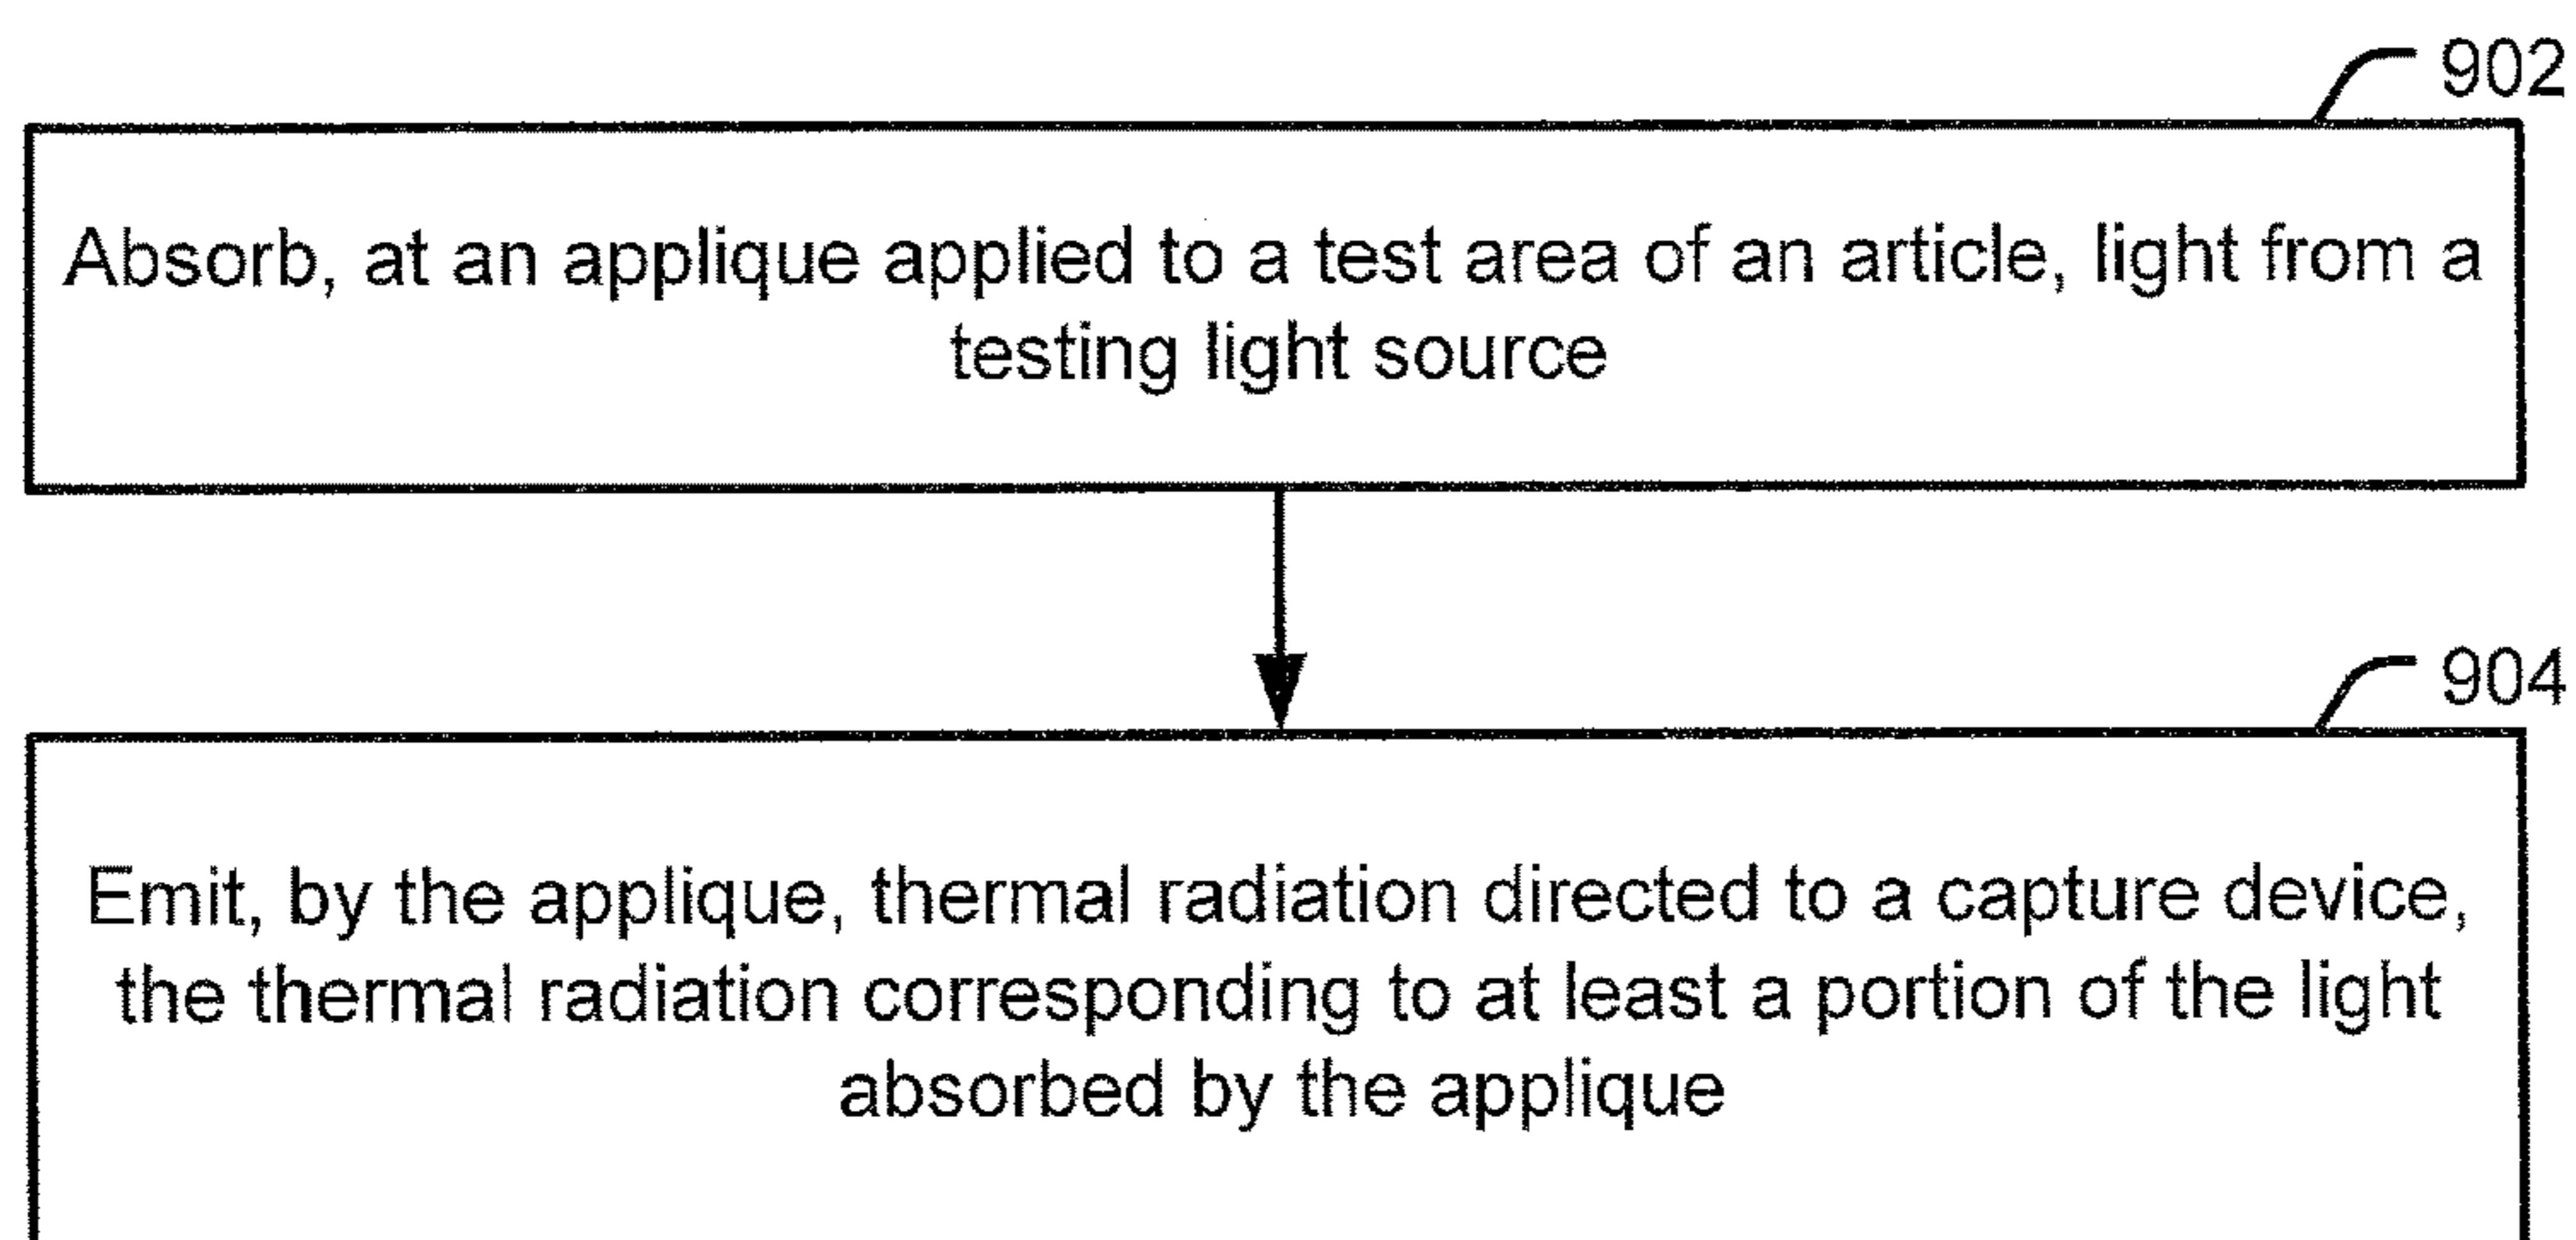 902
Absorb, at an applique applied to a test area of an article, light from a
testing light source
904
Emit, by the applique, thermal radiation directed to a capture device,
the thermal radiation corresponding to at least a portion of the light
absorbed by the applique